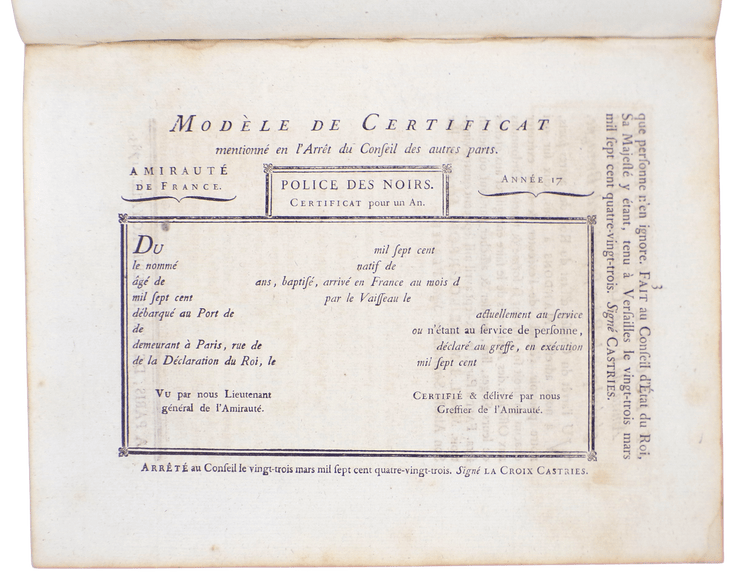 MODÈLE DE CERTIFICAT
mentionné en l'Arrêt du Conſeil des autres parts.
AMIRAUTÉ
DE FRANCE.
POLICE DES NOIRS.
CERTIFICAT pour un An.
ANNÉE 17
DU mil ſept cent
le nommé natif de
âgé de ans, baptiſé, arrivé en France au mois d
mil ſept cent par le Vaiſſeau le
débarqué au Port de actuellement au ſervice
de ou n'étant au ſervice de perſonne,
demeurant à Paris, rue de déclaré au greffe, en exécution
de la Déclaration du Roi, le mil ſept cent
VU par nous Lieutenant
général de l'Amirauté.
CERTIFIÉ & délivré par nous
Greffier de l'Amirauté.
ARRÊTÉ au Conſeil le vingt-trois mars mil ſept cent quatre-vingt-trois. Signé LA CROIX CASTRIES.
3
que perſonne n'en ignore. FAIT au Conſeil d'État du Roi,
Sa Majeſté y étant, tenu à Verſailles le vingt-trois mars
mil ſept cent quatre-vingt-trois. Signé CASTRIES.